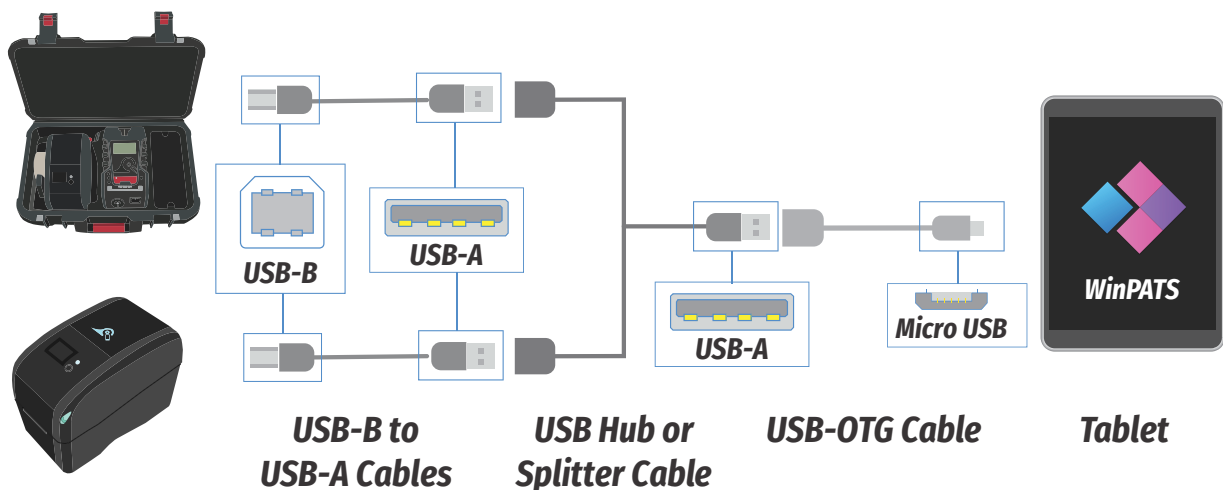 USB-B
USB-A
USB-A
Micro USB
WinPATS
USB-B to
USB-A Cables
USB Hub or
Splitter Cable
USB-OTG Cable
Tablet